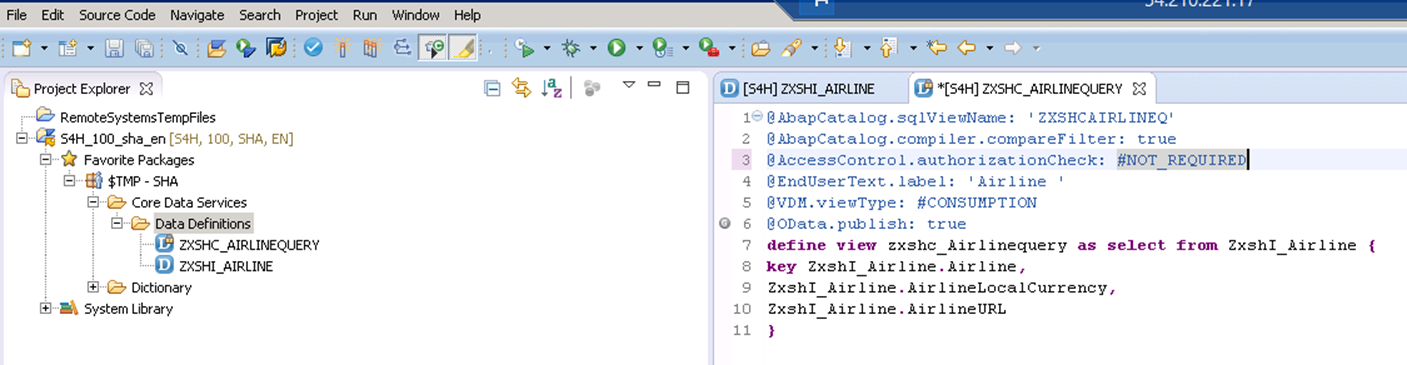 File Edit Source Code Navigate Search Project Run Window Help
Project Explorer
RemoteSystemsTempFiles
S4H_100_sha_en [S4H, 100, SHA, EN]
Favorite Packages
$TMP - SHA
Core Data Services
Data Definitions
ZXSHC_AIRLINEQUERY
ZXSHI_AIRLINE
Dictionary
System Library
[S4H] ZXSHI_AIRLINE *[S4H] ZXSHC_AIRLINEQUERY
1 @AbapCatalog.sqlViewName: 'ZXSHCAIRLINEQ'
2 @AbapCatalog.compiler.compareFilter: true
3 @AccessControl.authorizationCheck: #NOT_REQUIRED
4 @EndUserText.label: 'Airline '
5 @VDM.viewType: #CONSUMPTION
6 @OData.publish: true
7 define view zxshc_Airlinequery as select from ZxshI_Airline {
8 key ZxshI_Airline.Airline,
9 ZxshI_Airline.AirlineLocalCurrency,
10 ZxshI_Airline.AirlineURL
11 }